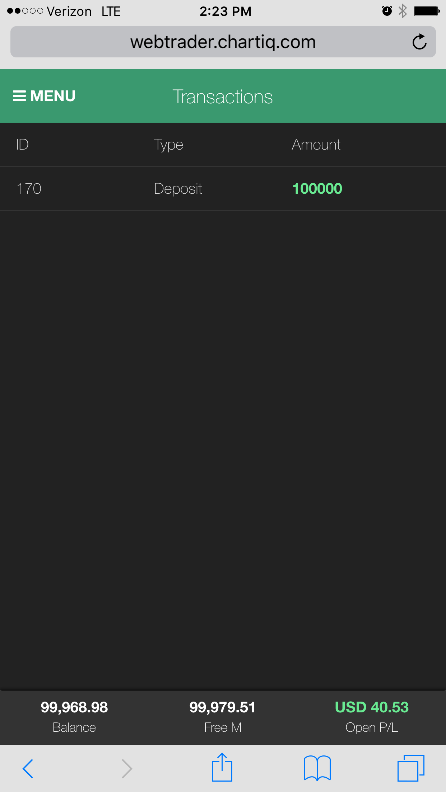 Verizon LTE 2:23 PM
webtrader.chartiq.com
MENU Transactions
ID Type Amount
170 Deposit 100000
99,968.98 99,979.51 USD 40.53
Balance Free M Open P/L